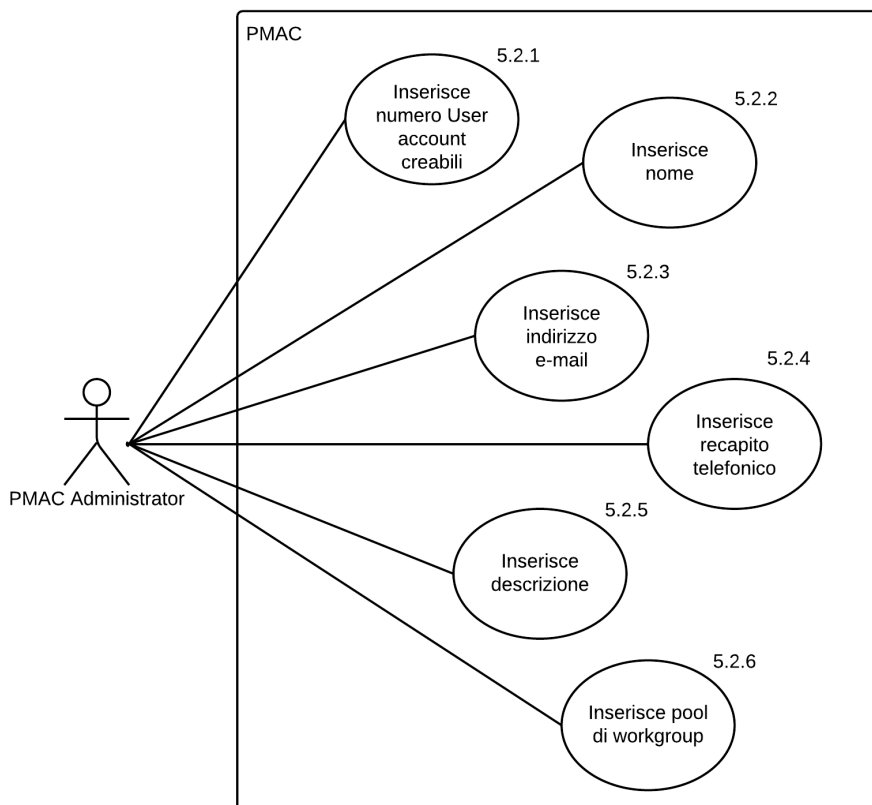 PMAC
5.2.1
Inserisce
numero User
account
creabili
5.2.2
Inserisce
nome
5.2.3
Inserisce
indirizzo
e-mail
5.2.4
Inserisce
recapito
telefonico
PMAC Administrator
5.2.5
Inserisce
descrizione
5.2.6
Inserisce pool
di workgroup